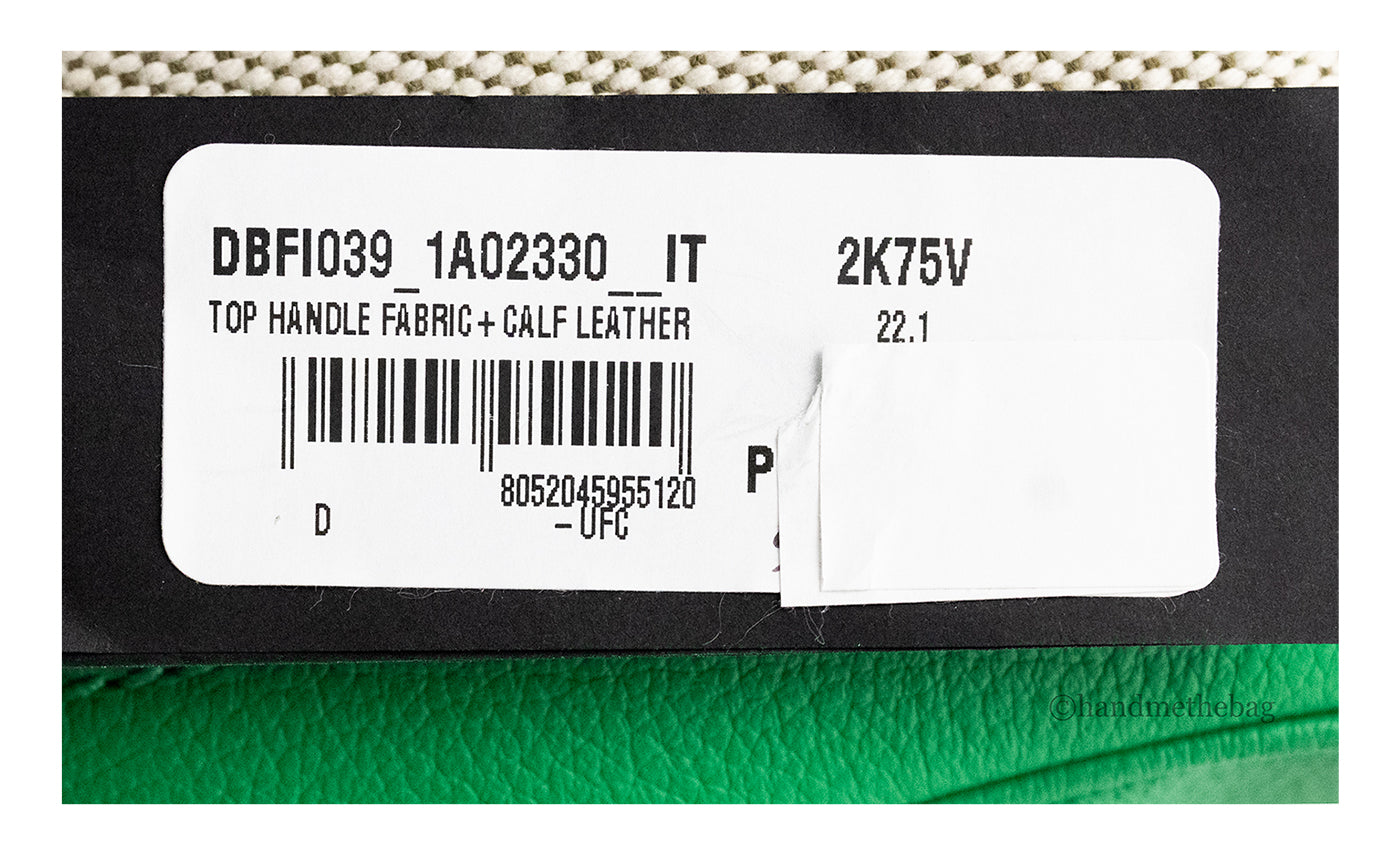 DBFI039_1A02330__IT 2K75V
TOP HANDLE FABRIC + CALF LEATHER 22.1
P
8052045955120
D - UFC
©handmethebag